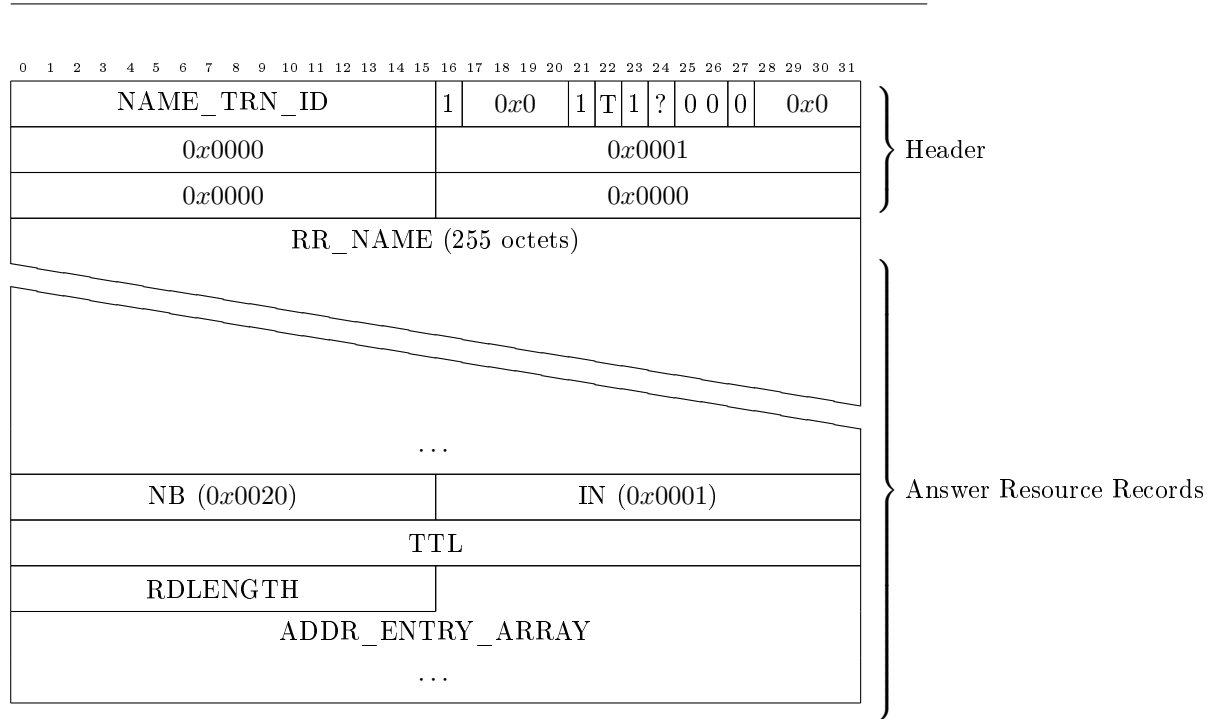 0 1 2 3 4 5 6 7 8 9 10 11 12 13 14 15 16 17 18 19 20 21 22 23 24 25 26 27 28 29 30 31
NAME_TRN_ID 1 0x0 1 T 1 ? 0 0 0 0x0
0x0000 0x0001
Header
0x0000 0x0000
RR_NAME (255 octets)
...
NB (0x0020) IN (0x0001)
Answer Resource Records
TTL
RDLENGTH
ADDR_ENTRY_ARRAY
...